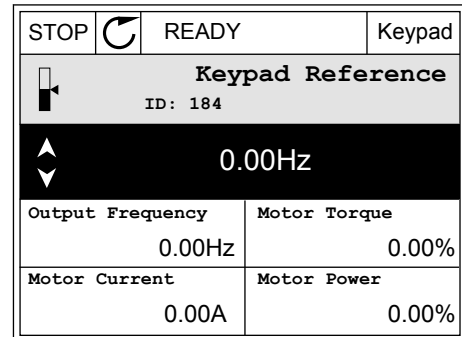 STOP READY Keypad
Keypad Reference
ID: 184
0.00Hz
Output Frequency Motor Torque
0.00Hz 0.00%
Motor Current Motor Power
0.00A 0.00%